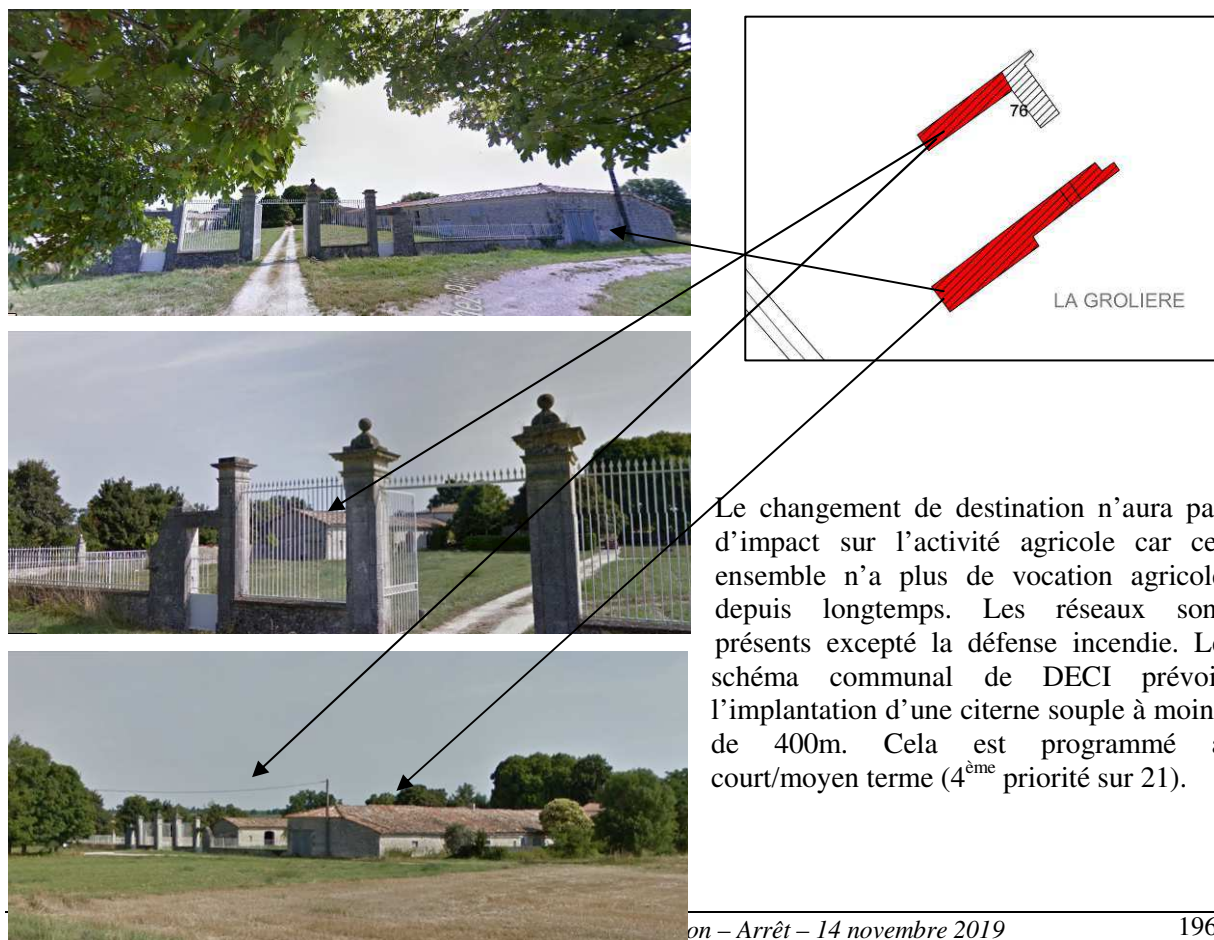 76
LA GROLIERE
Le changement de destination n'aura pa
d'impact sur l'activité agricole car ce
ensemble n'a plus de vocation agricole
depuis longtemps. Les réseaux son
présents excepté la défense incendie. Le
schéma communal de DECI prévoi
l'implantation d'une citerne souple à moin
de 400m. Cela est programmé à
court/moyen terme (4ème priorité sur 21).
on – Arrêt – 14 novembre 2019 196